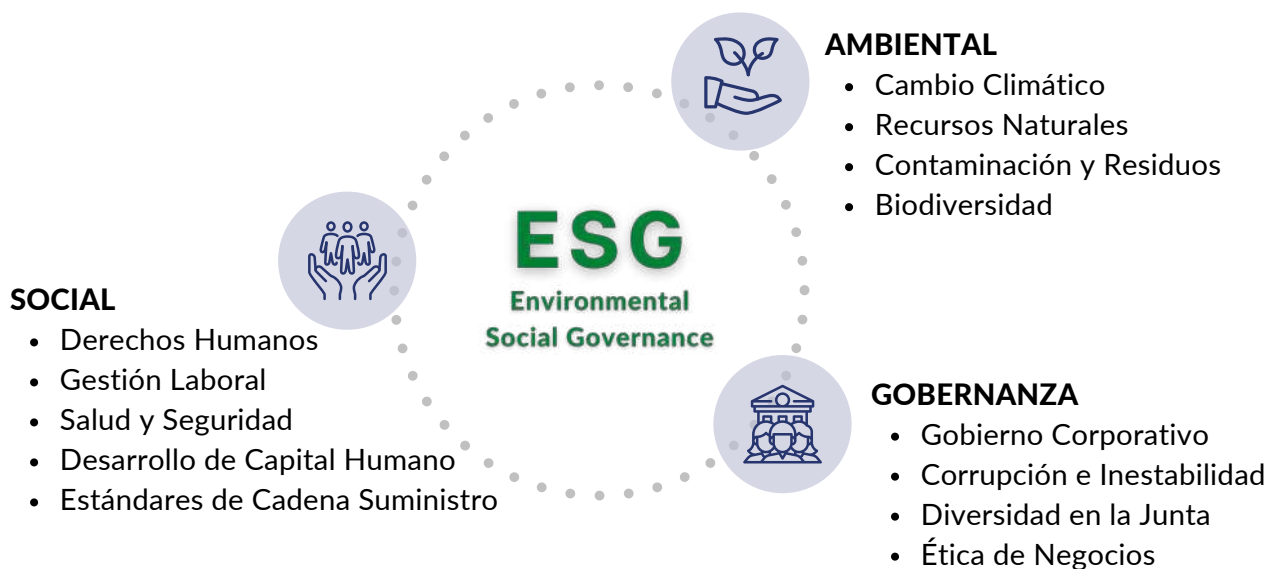 AMBIENTAL
• Cambio Climático
• Recursos Naturales
• Contaminación y Residuos
• Biodiversidad
ESG
Environmental
Social Governance
SOCIAL
• Derechos Humanos
• Gestión Laboral
• Salud y Seguridad
• Desarrollo de Capital Humano
• Estándares de Cadena Suministro
GOBERNANZA
• Gobierno Corporativo
• Corrupción e Inestabilidad
• Diversidad en la Junta
• Ética de Negocios